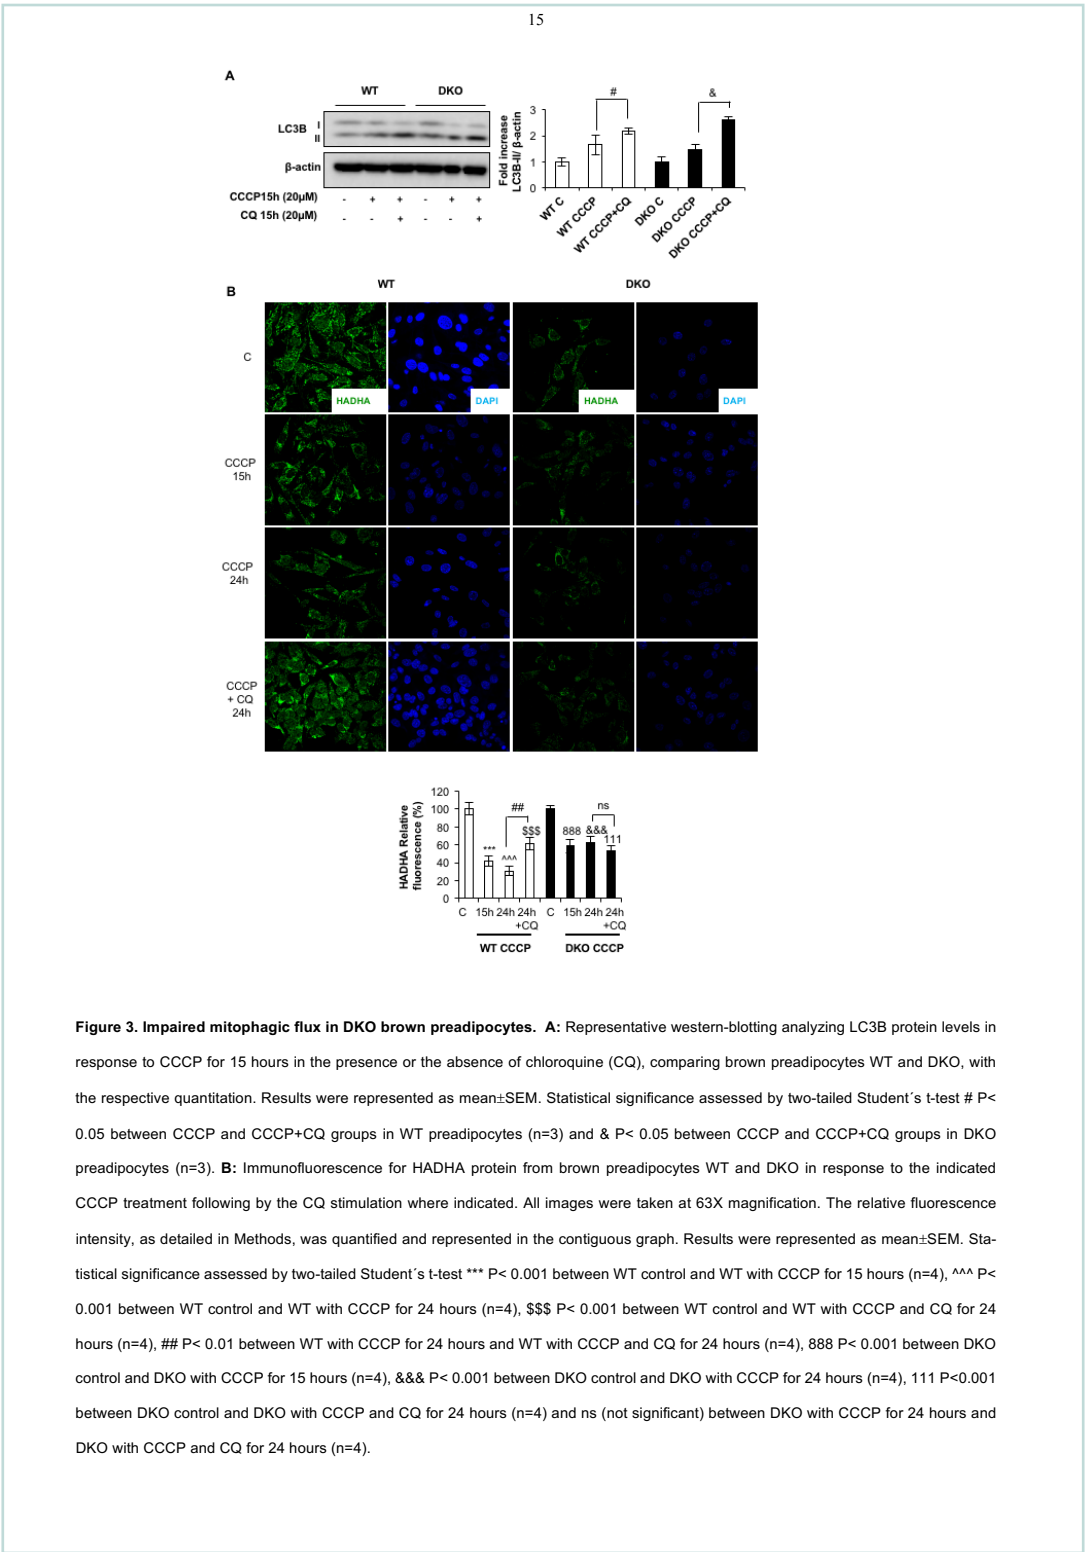 15
A
WT DKO
LC3B I
II
β-actin
CCCP15h (20µM) - + + - + +
CQ 15h (20µM) - - + - - +
Fold increase
LC3B-II/ β-actin
3
2
1
0
# &
WT C
WT CCCP
WT CCCP+CQ
DKO C
DKO CCCP
DKO CCCP+CQ
B
WT DKO
C
HADHA DAPI HADHA DAPI
CCCP
15h
CCCP
24h
CCCP
+ CQ
24h
HADHA Relative
fluorescence (%)
120
100
80
60
40
20
0
## ns
*** ^^^ $$$ 888 &&& 111
C 15h 24h 24h C 15h 24h 24h
+CQ +CQ
WT CCCP DKO CCCP
Figure 3. Impaired mitophagic flux in DKO brown preadipocytes. A: Representative western-blotting analyzing LC3B protein levels in
response to CCCP for 15 hours in the presence or the absence of chloroquine (CQ), comparing brown preadipocytes WT and DKO, with
the respective quantitation. Results were represented as mean±SEM. Statistical significance assessed by two-tailed Student´s t-test # P<
0.05 between CCCP and CCCP+CQ groups in WT preadipocytes (n=3) and & P< 0.05 between CCCP and CCCP+CQ groups in DKO
preadipocytes (n=3). B: Immunofluorescence for HADHA protein from brown preadipocytes WT and DKO in response to the indicated
CCCP treatment following by the CQ stimulation where indicated. All images were taken at 63X magnification. The relative fluorescence
intensity, as detailed in Methods, was quantified and represented in the contiguous graph. Results were represented as mean±SEM. Sta-
tistical significance assessed by two-tailed Student´s t-test *** P< 0.001 between WT control and WT with CCCP for 15 hours (n=4), ^^^ P<
0.001 between WT control and WT with CCCP for 24 hours (n=4), $$$ P< 0.001 between WT control and WT with CCCP and CQ for 24
hours (n=4), ## P< 0.01 between WT with CCCP for 24 hours and WT with CCCP and CQ for 24 hours (n=4), 888 P< 0.001 between DKO
control and DKO with CCCP for 15 hours (n=4), &&& P< 0.001 between DKO control and DKO with CCCP for 24 hours (n=4), 111 P<0.001
between DKO control and DKO with CCCP and CQ for 24 hours (n=4) and ns (not significant) between DKO with CCCP for 24 hours and
DKO with CCCP and CQ for 24 hours (n=4).